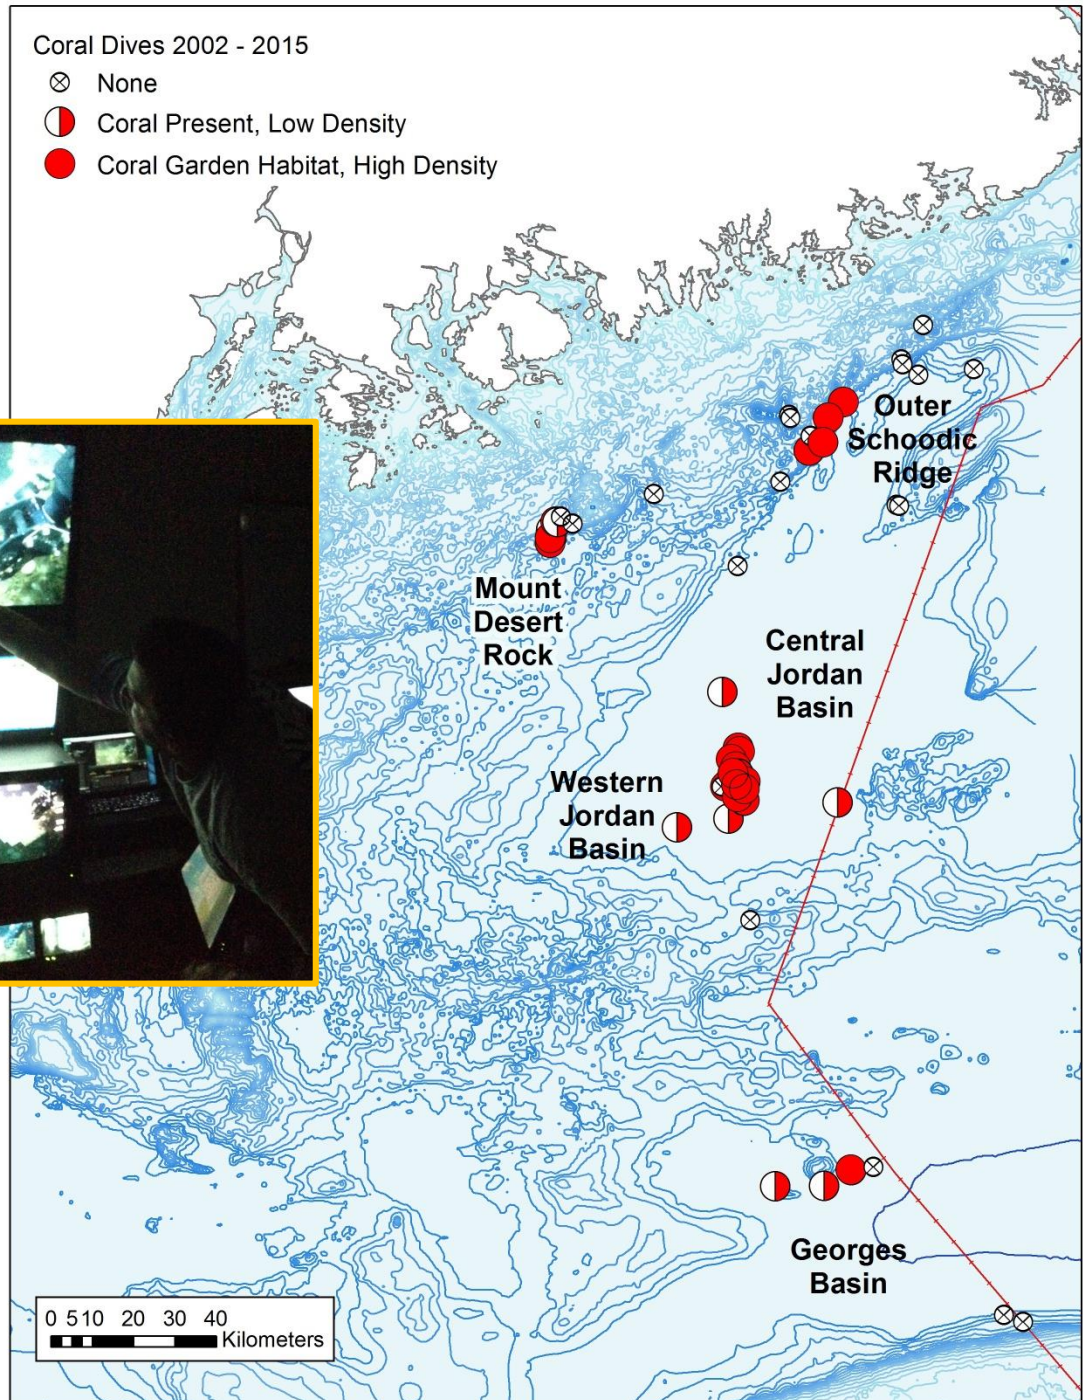 Coral Dives 2002 - 2015
None
Coral Present, Low Density
Coral Garden Habitat, High Density
Outer
Schoodic
Ridge
Mount
Desert
Rock
Central
Jordan
Basin
Western
Jordan
Basin
Georges
Basin
0 5 10 20 30 40
Kilometers